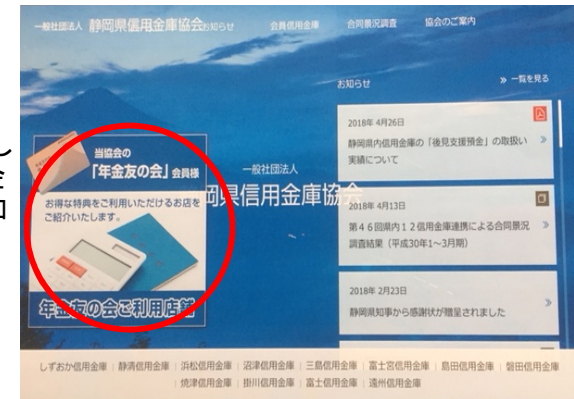 一般社団法人 静岡県信用金庫協会
お知らせ
会員信用金庫
合同景況調査
協会のご案内
お知らせ
一覧を見る
2018年 4月26日
静岡県内信用金庫の「後見支援預金」の取扱い
実績について
2018年 4月13日
第46回県内12信用金庫連携による合同景況
調査結果(平成30年1~3月期)
2018年 2月23日
静岡県知事から感謝状が贈呈されました
一般社団法人
岡県信用金庫協会
し
当協会の
「年金友の会」会員様
お得な特典をご利用いただけるお店を
ご紹介いたします。
年金友の会ご利用店舗
しずおか信用金庫 | 静清信用金庫 | 浜松信用金庫 | 沼津信用金庫 | 三島信用金庫 | 富士宮信用金庫 | 島田信用金庫 | 磐田信用金庫
焼津信用金庫 | 掛川信用金庫 | 富士信用金庫 | 遠州信用金庫